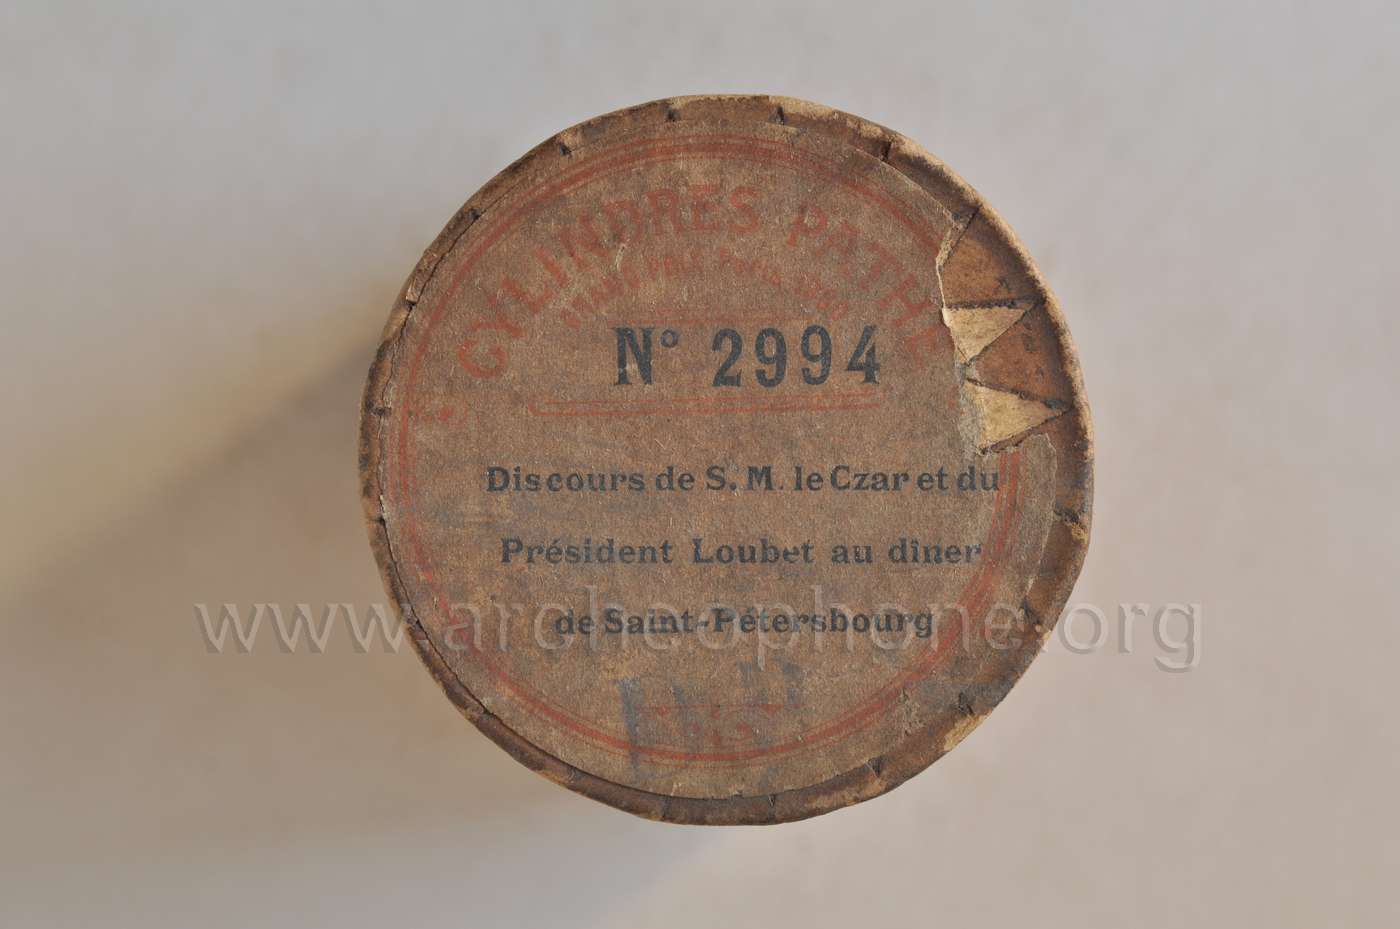 CYLINDRES PATHÉ
N° 2994
Discours de S. M. le Czar et du
Président Loubet au dîner
de Saint-Pétersbourg
www.archeophone.org